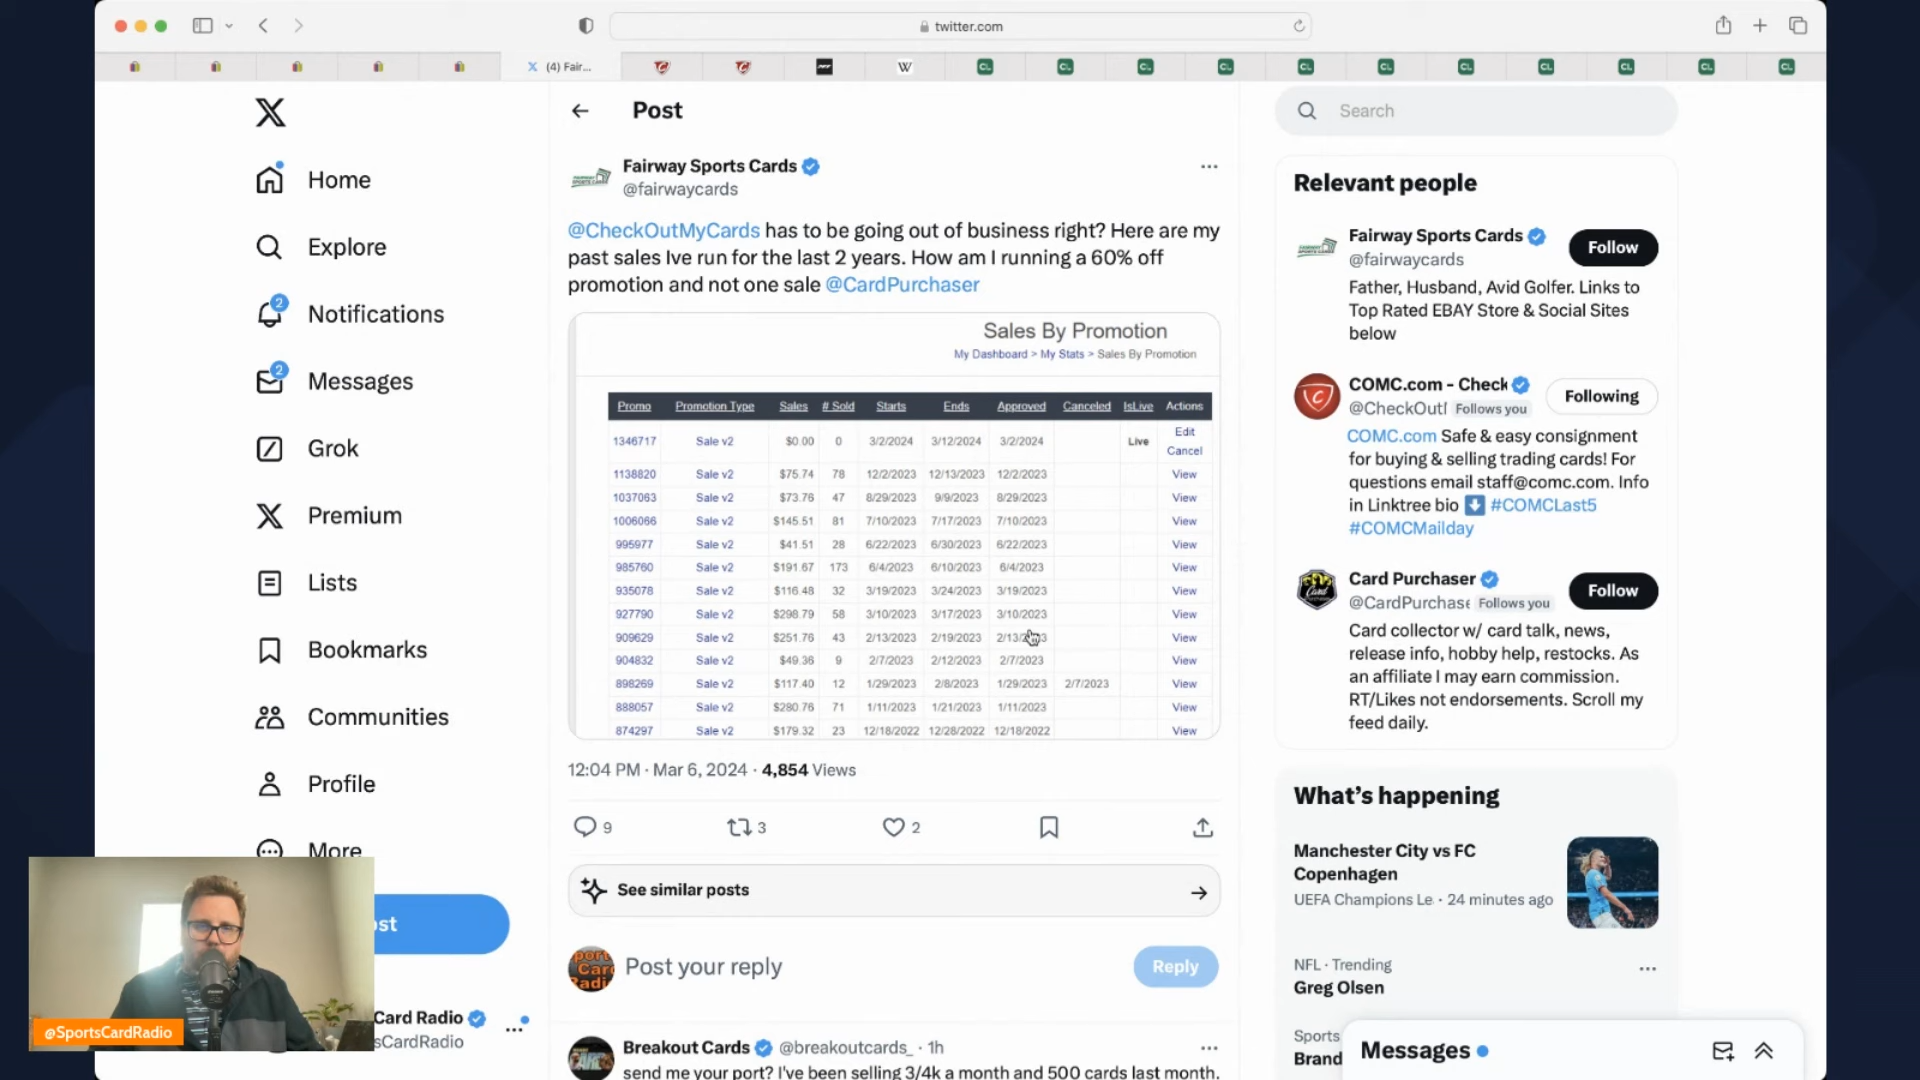 twitter.com
(4) Fair...
Home
Explore
2
Notifications
2
Messages
Grok
Premium
Lists
Bookmarks
Communities
Profile
More
st
Card Radio
sCardRadio
@SportsCardRadio
Post
Fairway Sports Cards
@fairwaycards
@CheckOutMyCards has to be going out of business right? Here are my
past sales Ive run for the last 2 years. How am I running a 60% off
promotion and not one sale @CardPurchaser
Sales By Promotion
My Dashboard > My Stats > Sales By Promotion
Promo Promotion Type Sales # Sold Starts Ends Approved Canceled IsLive Actions
1346717 Sale v2 $0.00 0 3/2/2024 3/12/2024 3/2/2024 Live Edit
Cancel
1138820 Sale v2 $75.74 78 12/2/2023 12/13/2023 12/2/2023 View
1037063 Sale v2 $73.76 47 8/29/2023 9/9/2023 8/29/2023 View
1006066 Sale v2 $145.51 81 7/10/2023 7/17/2023 7/10/2023 View
995977 Sale v2 $41.51 28 6/22/2023 6/30/2023 6/22/2023 View
985760 Sale v2 $191.67 173 6/4/2023 6/10/2023 6/4/2023 View
935078 Sale v2 $116.48 32 3/19/2023 3/24/2023 3/19/2023 View
927790 Sale v2 $298.79 58 3/10/2023 3/17/2023 3/10/2023 View
909629 Sale v2 $251.76 43 2/13/2023 2/19/2023 View
904832 Sale v2 $49.36 9 2/7/2023 2/12/2023 2/7/2023 View
898269 Sale v2 $117.40 12 1/29/2023 2/8/2023 1/29/2023 2/7/2023 View
888057 Sale v2 $280.76 71 1/11/2023 1/21/2023 1/11/2023 View
874297 Sale v2 $179.32 23 12/18/2022 12/28/2022 12/18/2022 View
12:04 PM · Mar 6, 2024 · 4,854 Views
9 3 2
See similar posts
Post your reply
Reply
Breakout Cards @breakoutcards_ · 1h
send me your port? I've been selling 3/4k a month and 500 cards last month.
Search
Relevant people
Fairway Sports Cards
@fairwaycards
Follow
Father, Husband, Avid Golfer. Links to
Top Rated EBAY Store & Social Sites
below
COMC.com - Check
@CheckOut Follows you
Following
COMC.com Safe & easy consignment
for buying & selling trading cards! For
questions email staff@comc.com. Info
in Linktree bio #COMCLast5
#COMCMailday
Card Purchaser
@CardPurchase Follows you
Follow
Card collector w/ card talk, news,
release info, hobby help, restocks. As
an affiliate I may earn commission.
RT/Likes not endorsements. Scroll my
feed daily.
What's happening
Manchester City vs FC
Copenhagen
UEFA Champions Le · 24 minutes ago
NFL · Trending
Greg Olsen
Sports
Brand
Messages